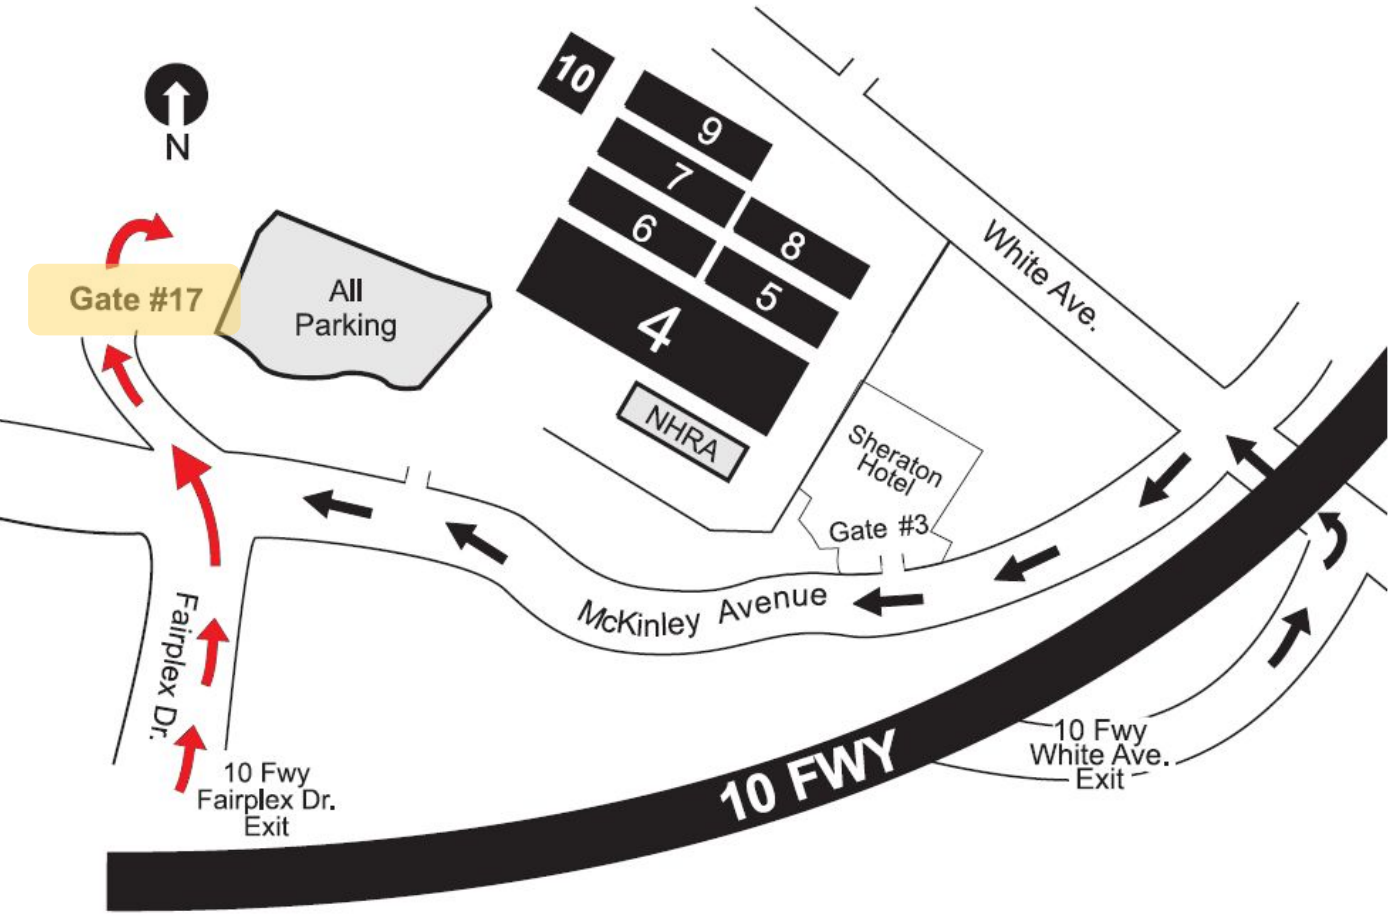 N
10
9
7
8
6
5
4
NHRA
White Ave.
Gate #17
All
Parking
Sheraton
Hotel
Gate #3
McKinley Avenue
Fairplex Dr.
10 Fwy
Fairplex Dr.
Exit
10 FWY
10 Fwy
White Ave.
Exit